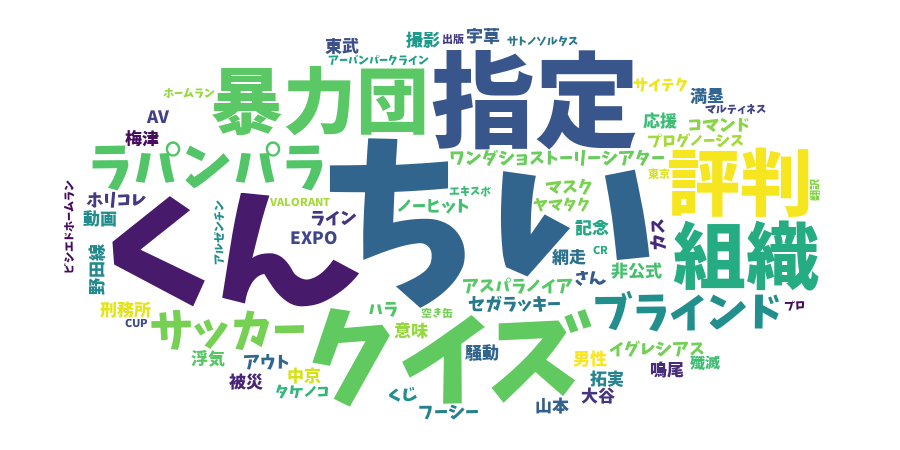 東武
撮影
出版
宇草
サトノソルタス
アーバンパークライン
ホームラン
暴力団
指定
サイテク
満塁
マルティネス
AV
梅津
応援
コマンド
プログノーシス
ラパンパラ
ちいくん
ワンダショストーリーシアター
評判
東京
翻訳
エキスポ
マスク
ヤマタク
ノーヒット
VALORANT
ビシエドホームラン
ホリコレ
動画
アルゼンチン
ライン
EXPO
記念
カス
組織
CR
網走
非公式
さん
野田線
アスパラノイア
セガラッキー
ブラインド
プロ
刑務所
CUP
サッカー
クイズ
ハラ
空き缶
意味
騒動
浮気
アウト
男性
イグレシアス
殲滅
鳴尾
被災
中京
タケノコ
くじ
フーシー
拓実
大谷
山本